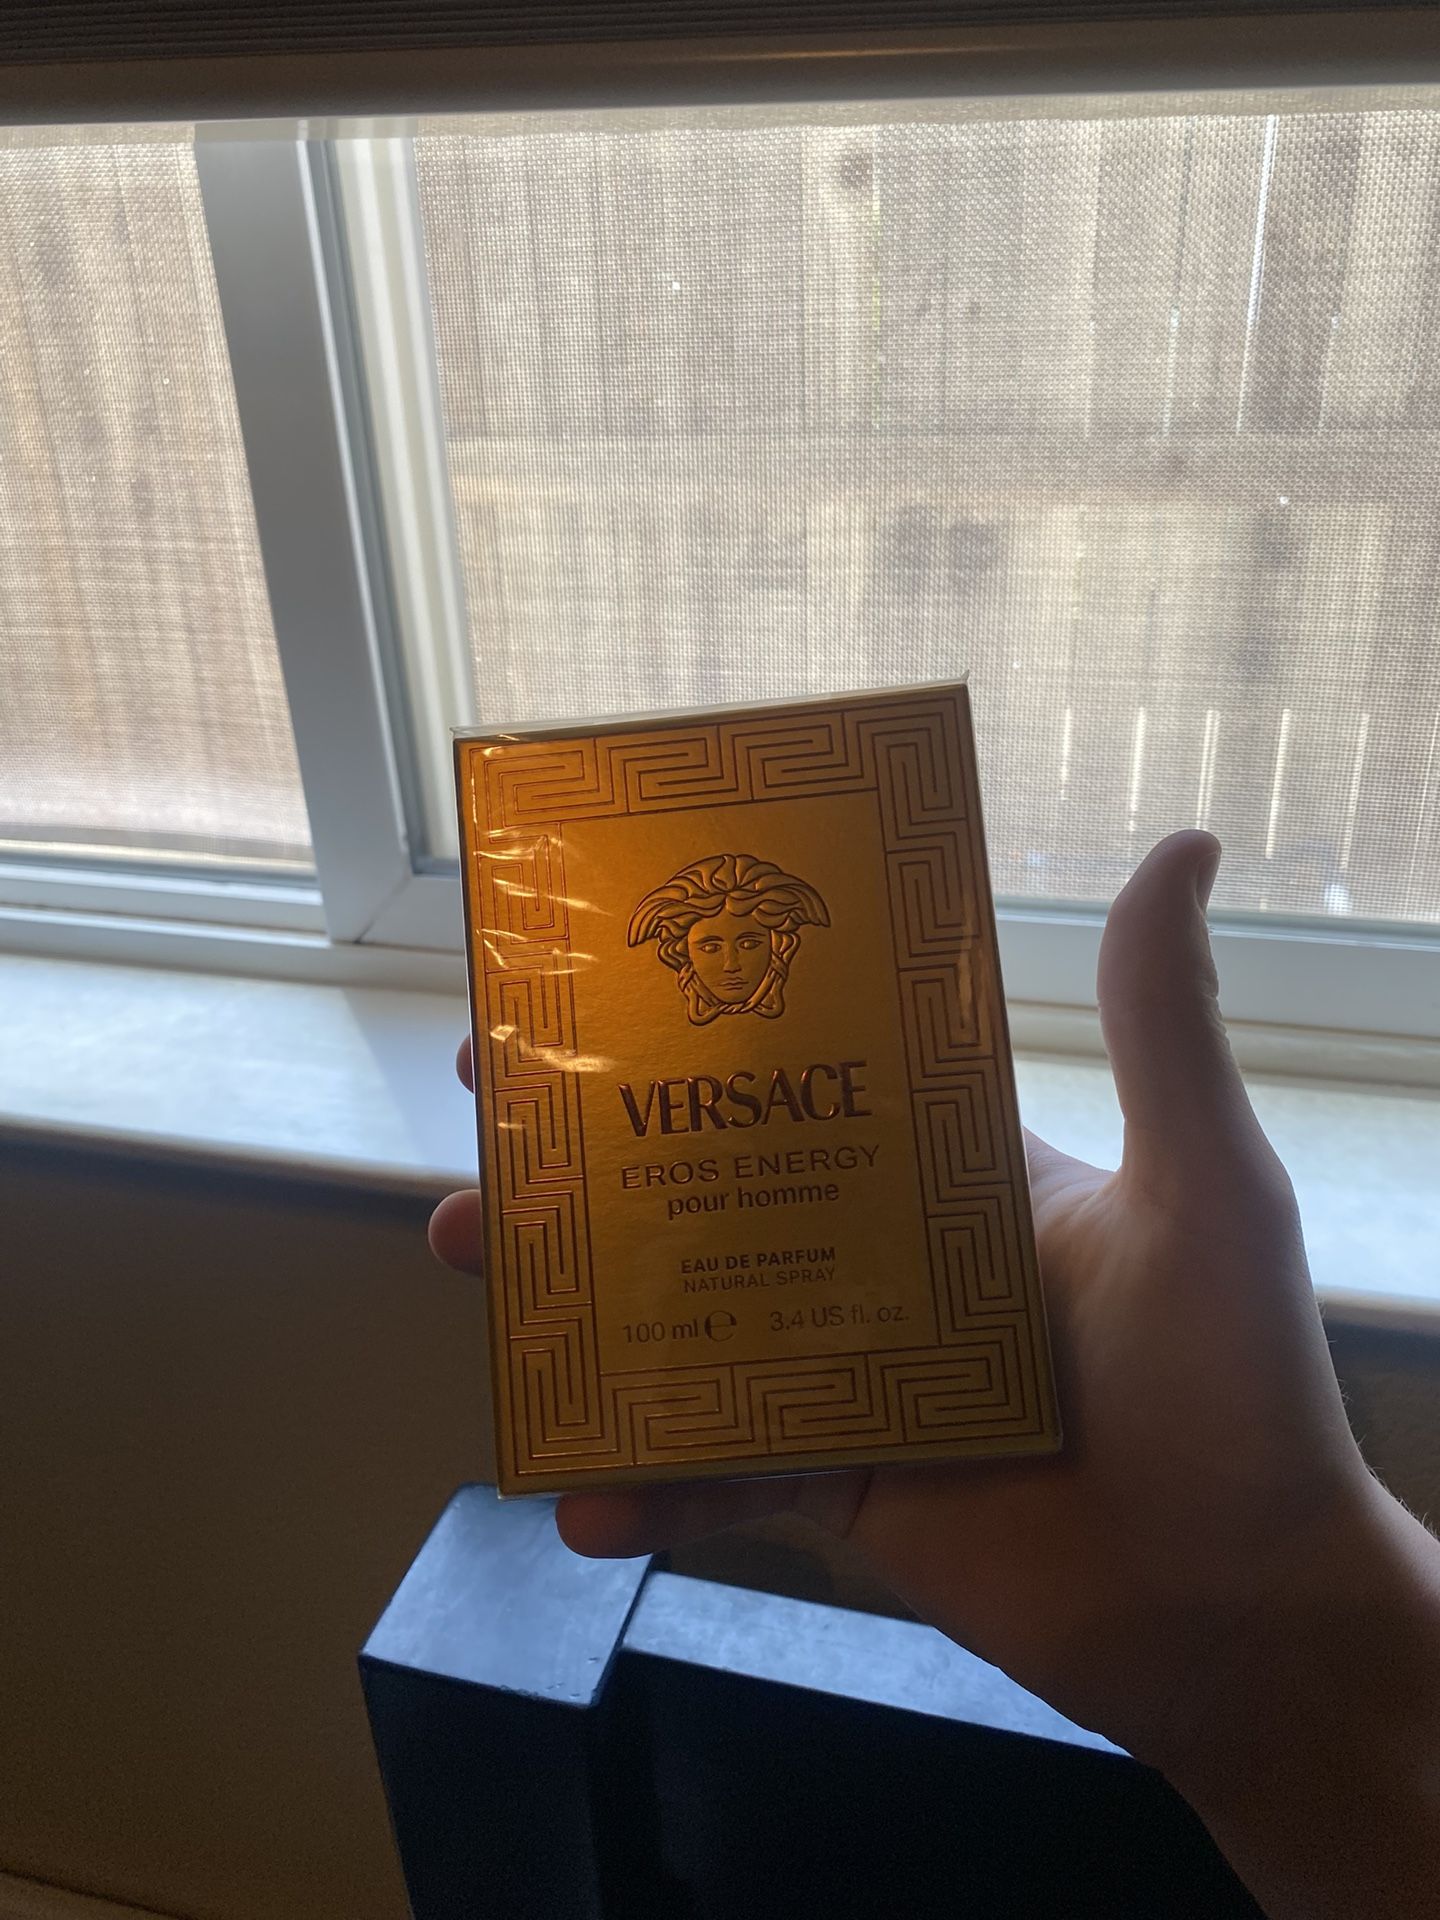 VERSACE
EROS ENERGY
pour homme
EAU DE PARFUM
NATURAL SPRAY
100 ml ℮ 3.4 US fl. oz.